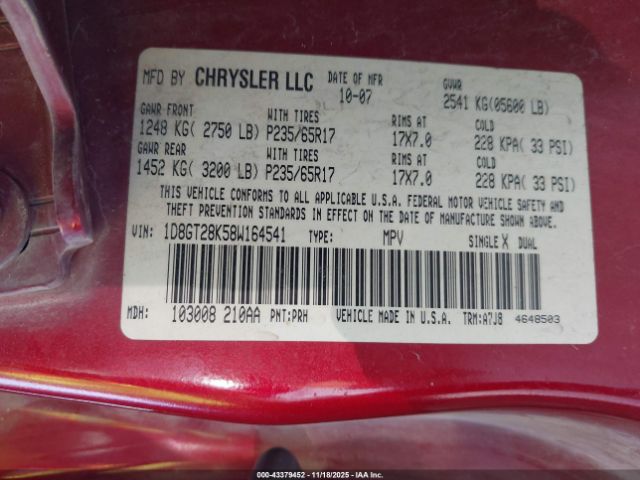 MFD BY CHRYSLER LLC DATE OF MFR GVWR
10-07 2541 KG(05600 LB)
GAWR FRONT WITH TIRES RIMS AT COLD
1248 KG( 2750 LB) P235/65R17 17X7.0 228 KPA( 33 PSI)
GAWR REAR WITH TIRES RIMS AT COLD
1452 KG( 3200 LB) P235/65R17 17X7.0 228 KPA( 33 PSI)
THIS VEHICLE CONFORMS TO ALL APPLICABLE U.S.A. FEDERAL MOTOR VEHICLE SAFETY AND
THEFT PREVENTION STANDARDS IN EFFECT ON THE DATE OF MANUFACTURE SHOWN ABOVE.
VIN: 1D8GT28K58W164541 TYPE: MPV SINGLE X DUAL
MDH: 103008 210AA PNT:PRH VEHICLE MADE IN U.S.A. TRM:A7J8 4648503
000-43379452 - 11/18/2025 - IAAI.com